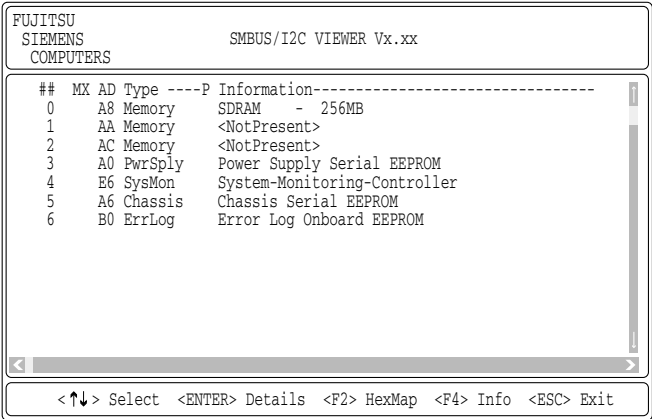 FUJITSU
SIEMENS SMBUS/I2C VIEWER Vx.xx
COMPUTERS
## MX AD Type ----P Information---------------------------------
0 A8 Memory SDRAM - 256MB
1 AA Memory <NotPresent>
2 AC Memory <NotPresent>
3 A0 PwrSply Power Supply Serial EEPROM
4 E6 SysMon System-Monitoring-Controller
5 A6 Chassis Chassis Serial EEPROM
6 B0 ErrLog Error Log Onboard EEPROM
<↑↓> Select <ENTER> Details <F2> HexMap <F4> Info <ESC> Exit